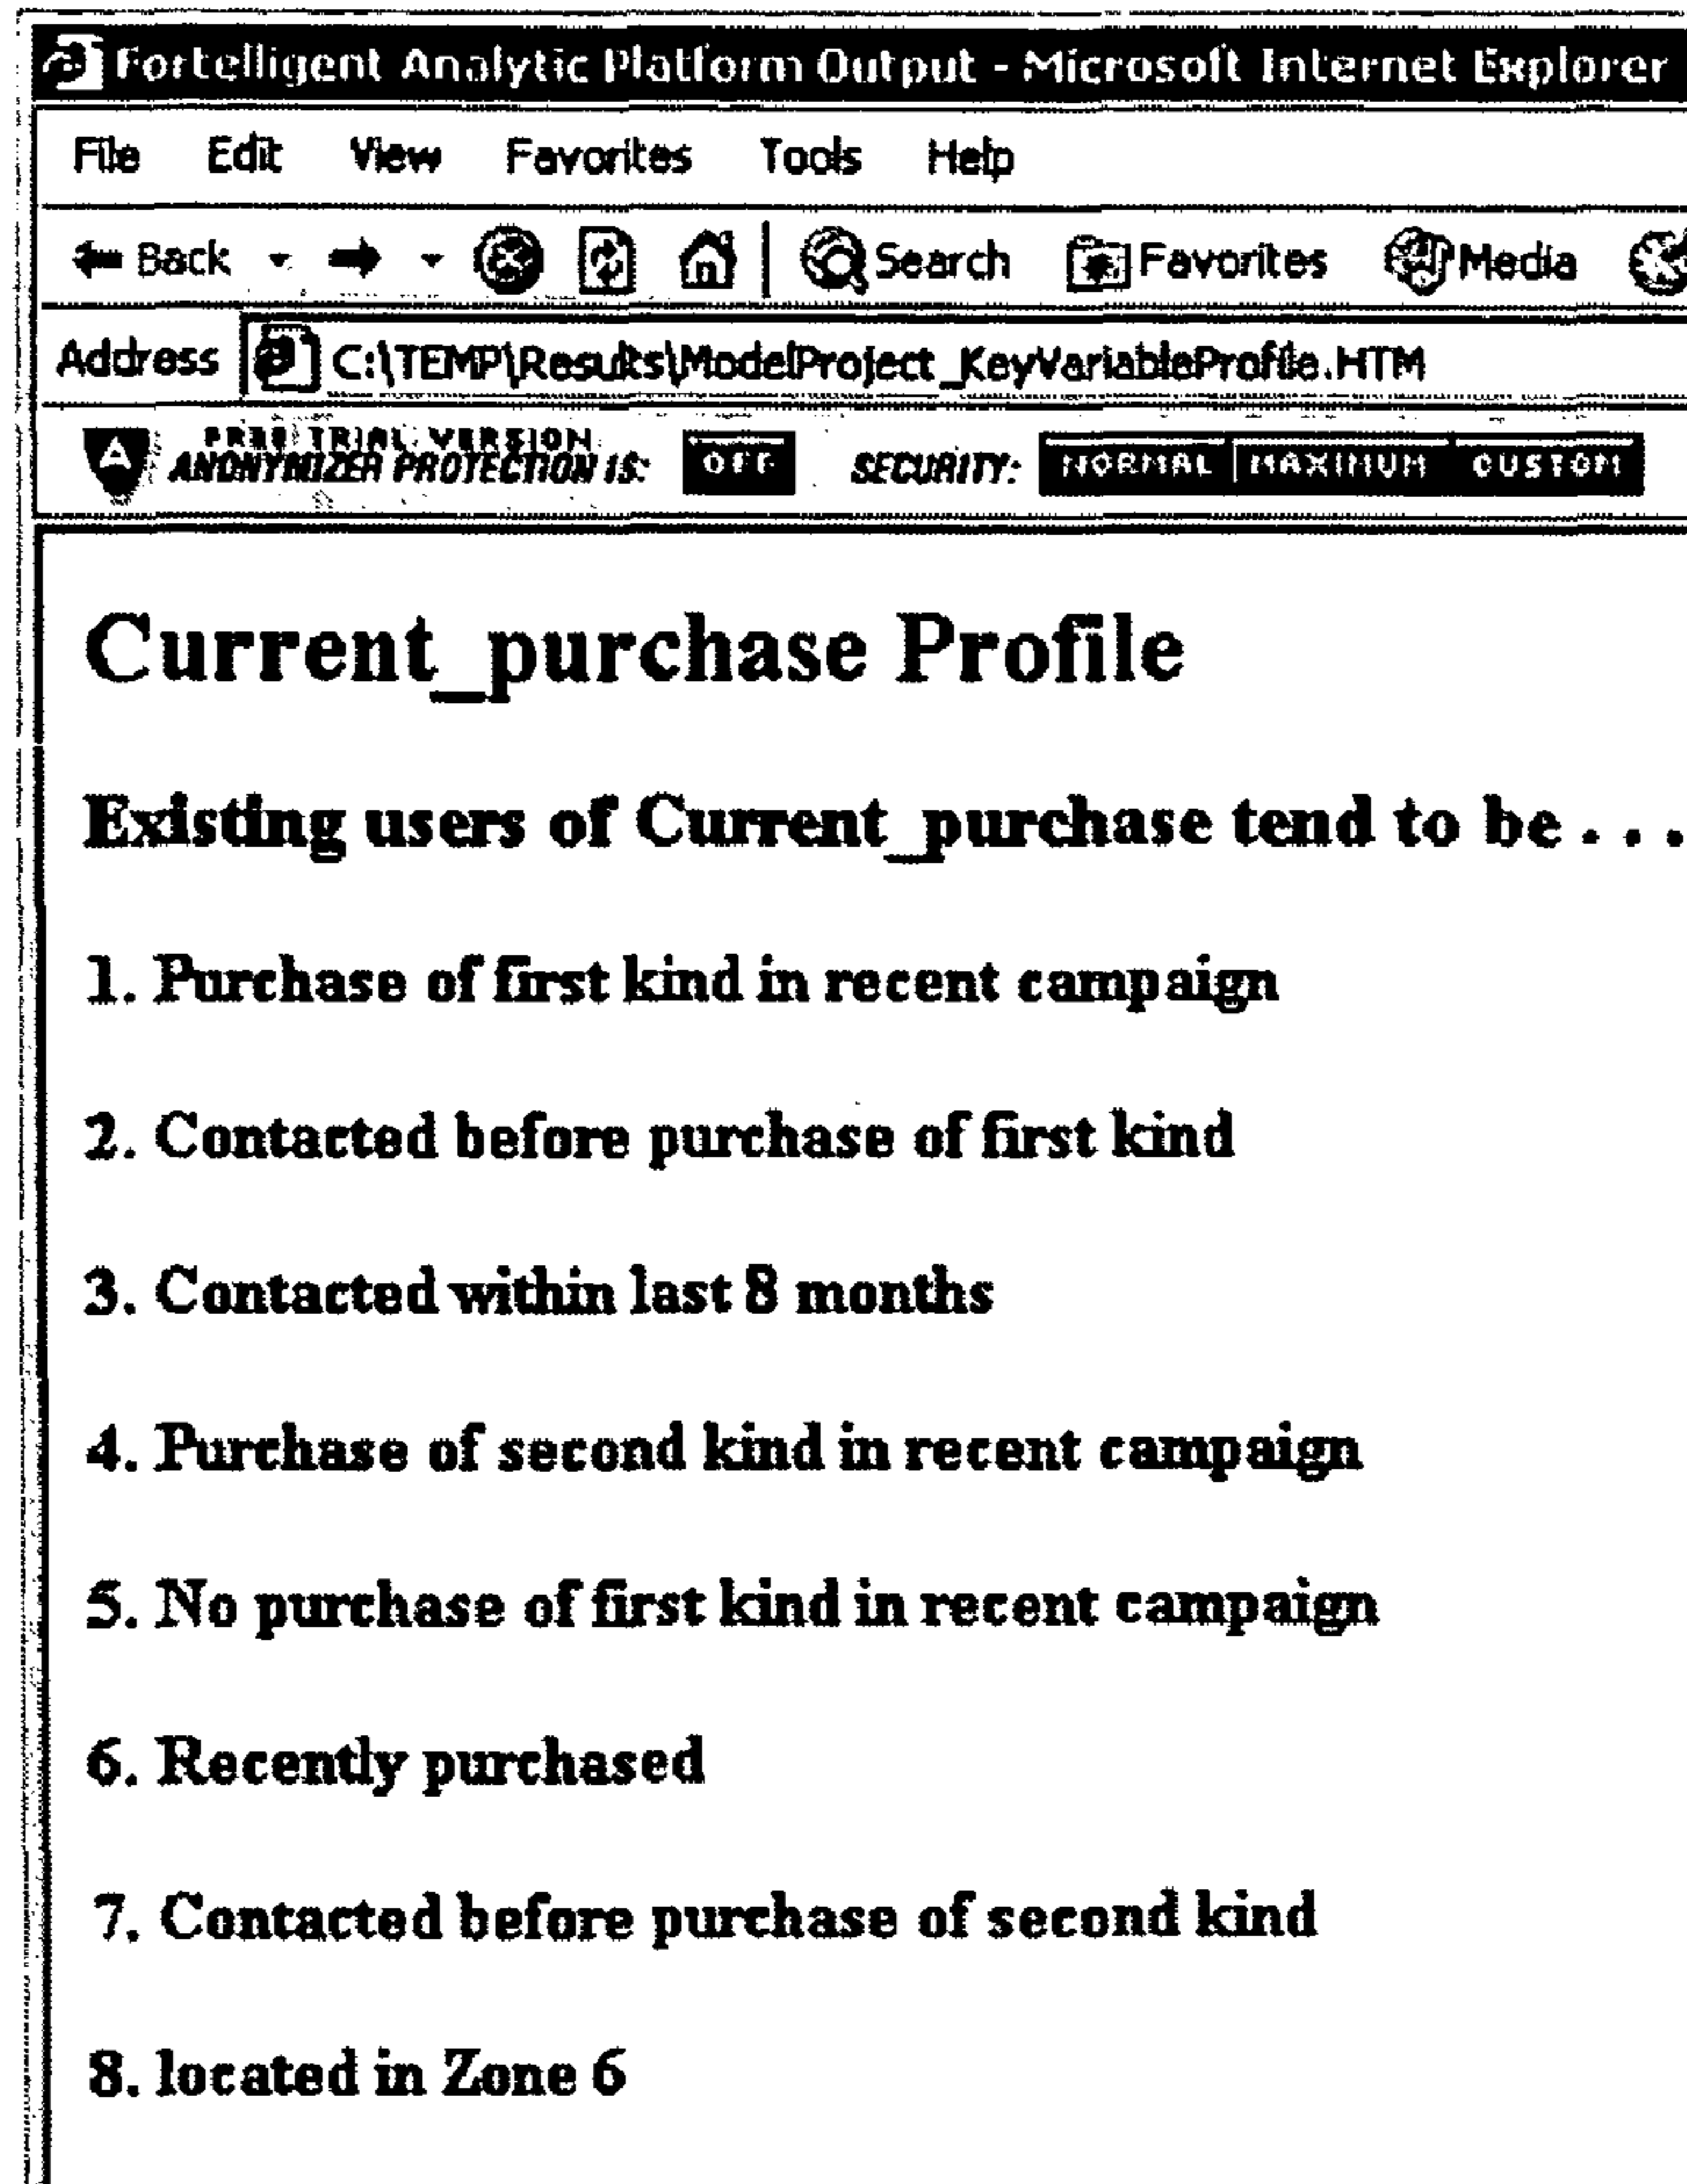 Fortelligent Analytic Platform Output - Microsoft Internet Explorer
File Edit View Favorites Tools Help
Back Search Favorites Media
Address C:\TEMP\Results\ModelProject_KeyVariableProfile.HTM
FREE TRIAL VERSION
ANONYMIZER PROTECTION IS: OFF SECURITY: NORMAL MAXIMUM CUSTOM
Current_purchase Profile
Existing users of Current_purchase tend to be . . .
1. Purchase of first kind in recent campaign
2. Contacted before purchase of first kind
3. Contacted within last 8 months
4. Purchase of second kind in recent campaign
5. No purchase of first kind in recent campaign
6. Recently purchased
7. Contacted before purchase of second kind
8. located in Zone 6